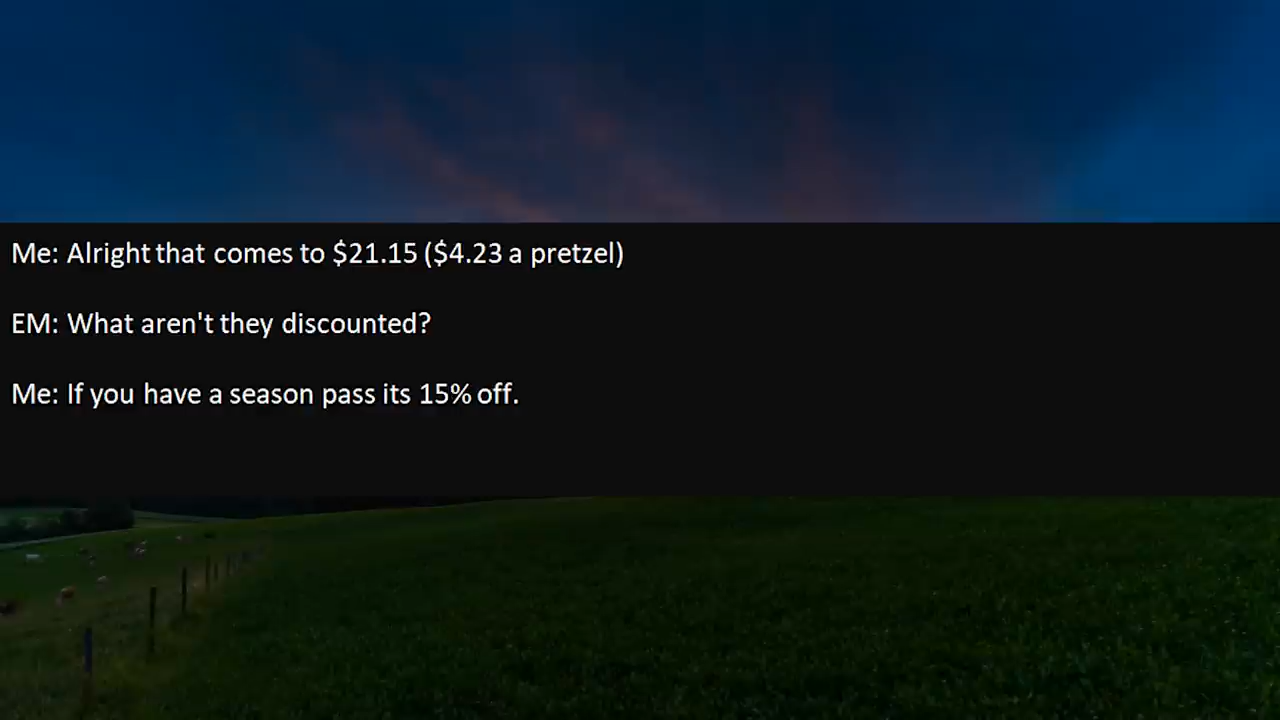 Me: Alright that comes to $21.15 ($4.23 a pretzel)
EM: What aren't they discounted?
Me: If you have a season pass its 15% off.